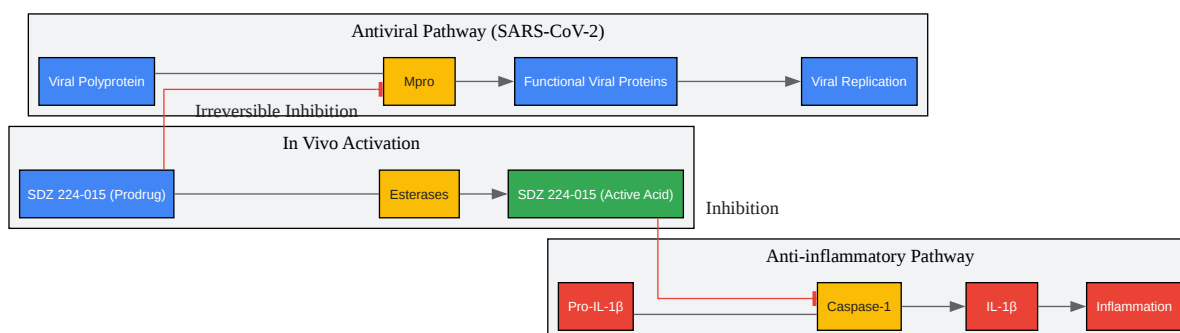 Antiviral Pathway (SARS-CoV-2)
Viral Polyprotein
Mpro
Functional Viral Proteins
Viral Replication
Irreversible Inhibition
In Vivo Activation
SDZ 224-015 (Prodrug)
Esterases
SDZ 224-015 (Active Acid)
Inhibition
Anti-inflammatory Pathway
Pro-IL-1β
Caspase-1
IL-1β
Inflammation